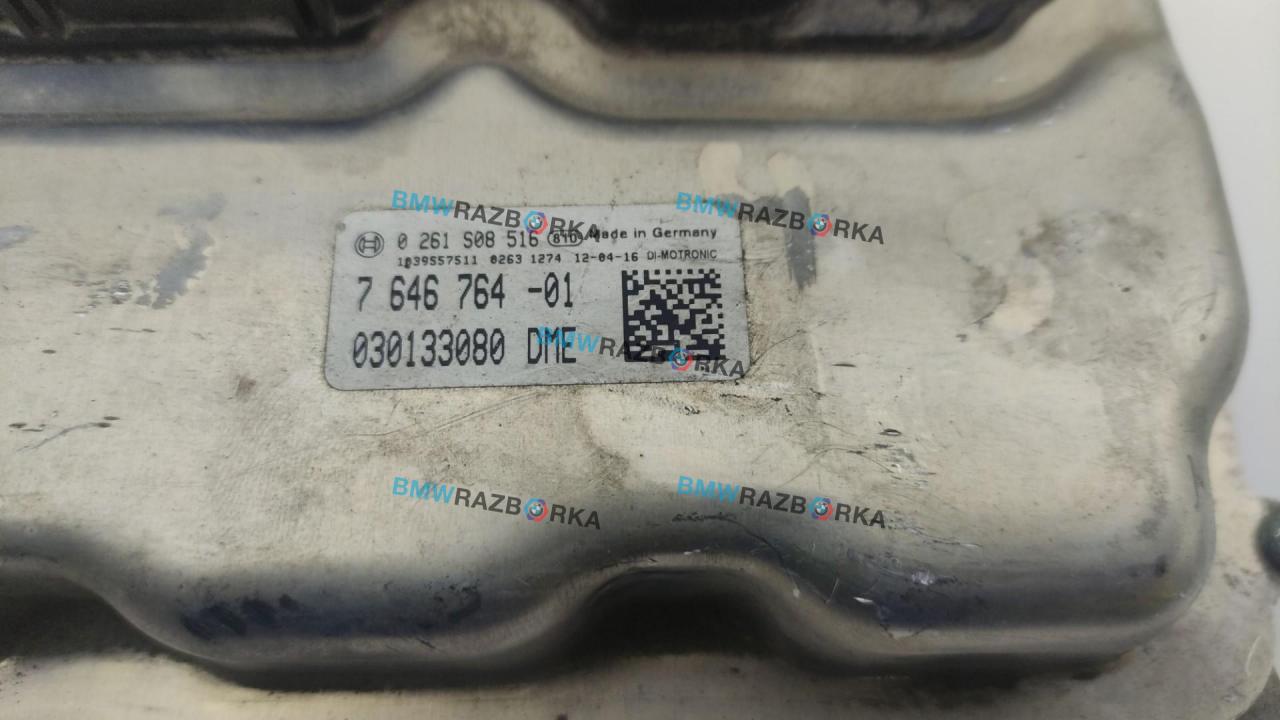 BMWRAZBORKA BMWRAZBORKA
0 261 S08 516 Made in Germany
1039557511 0263 1274 12-04-16 DI-MOTRONIC
7 646 764 -01
030133080 DME
BMWRAZBORKA
BMWRAZBORKA BMWRAZBORKA